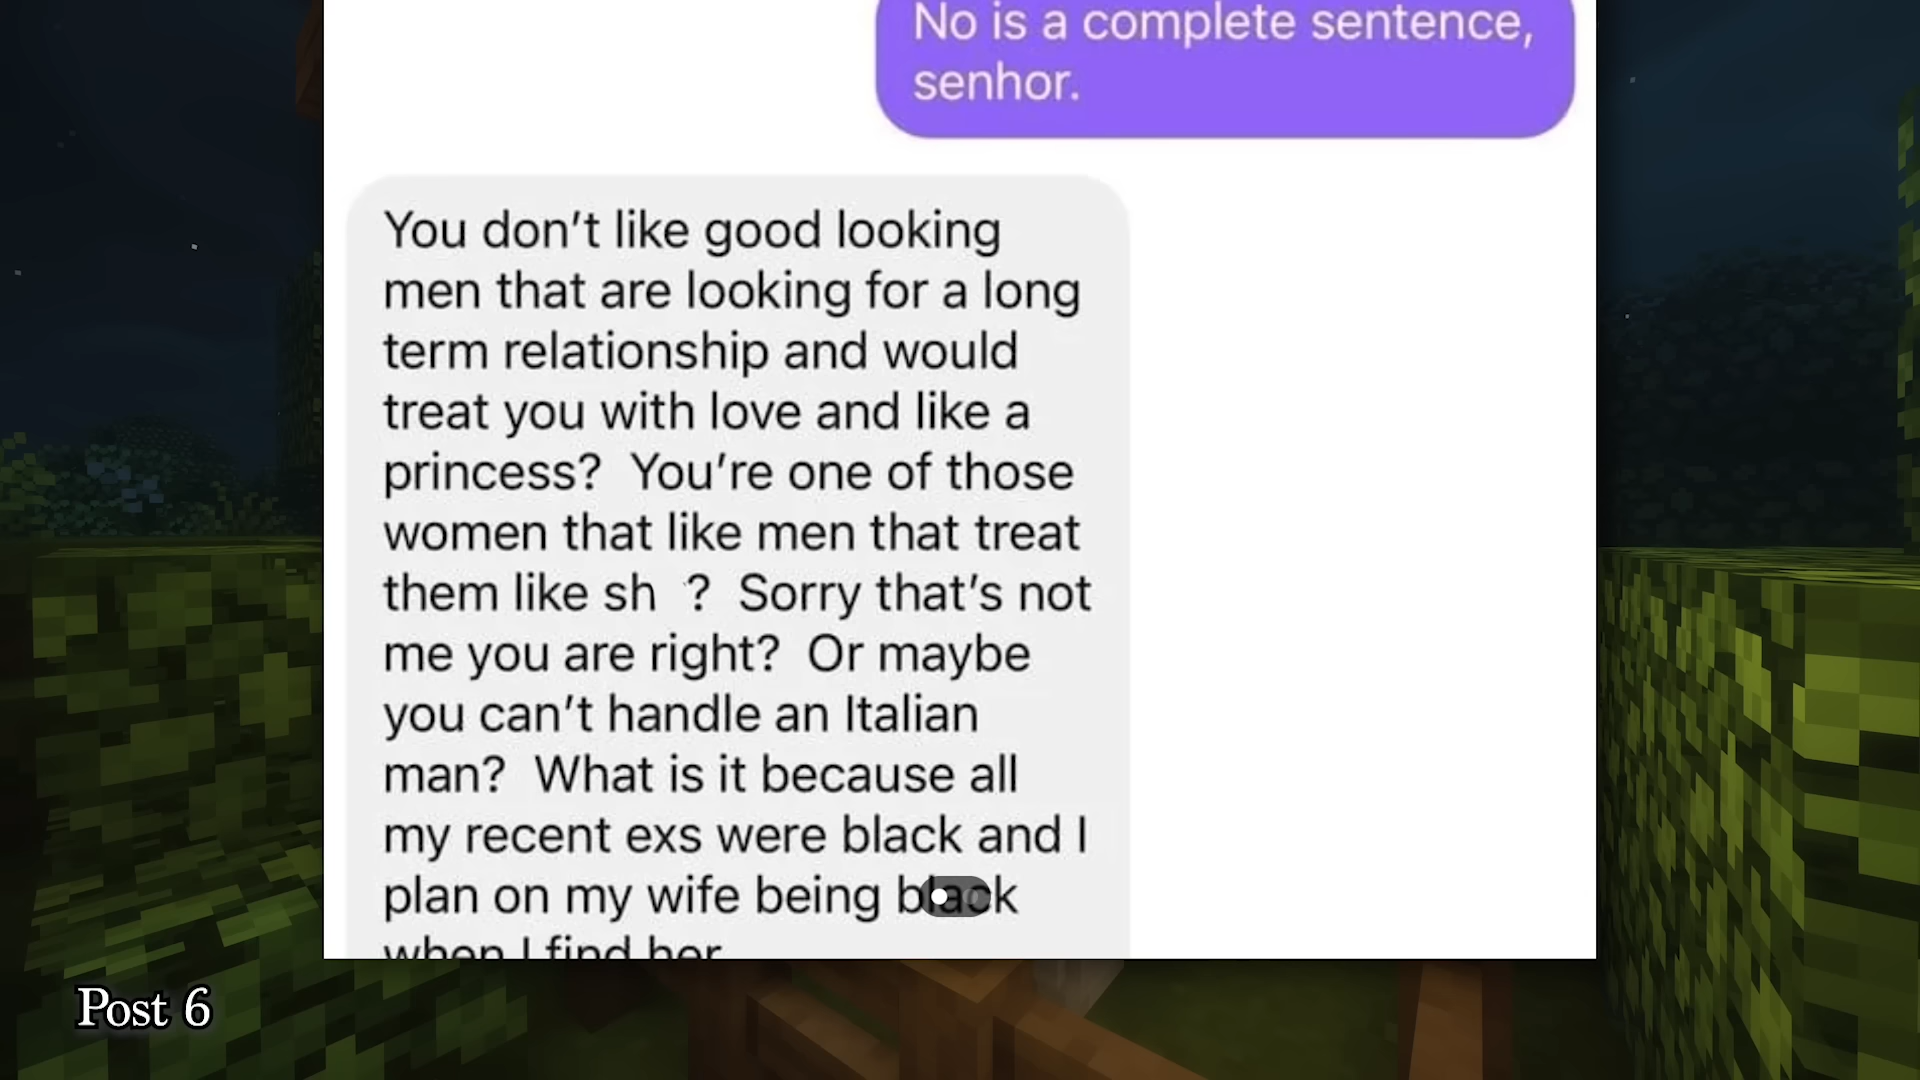 No is a complete sentence,
senhor.
You don’t like good looking
men that are looking for a long
term relationship and would
treat you with love and like a
princess?  You’re one of those
women that like men that treat
them like sh  ?  Sorry that’s not
me you are right?  Or maybe
you can’t handle an Italian
man?  What is it because all
my recent exs were black and I
plan on my wife being black
when I find her
Post 6